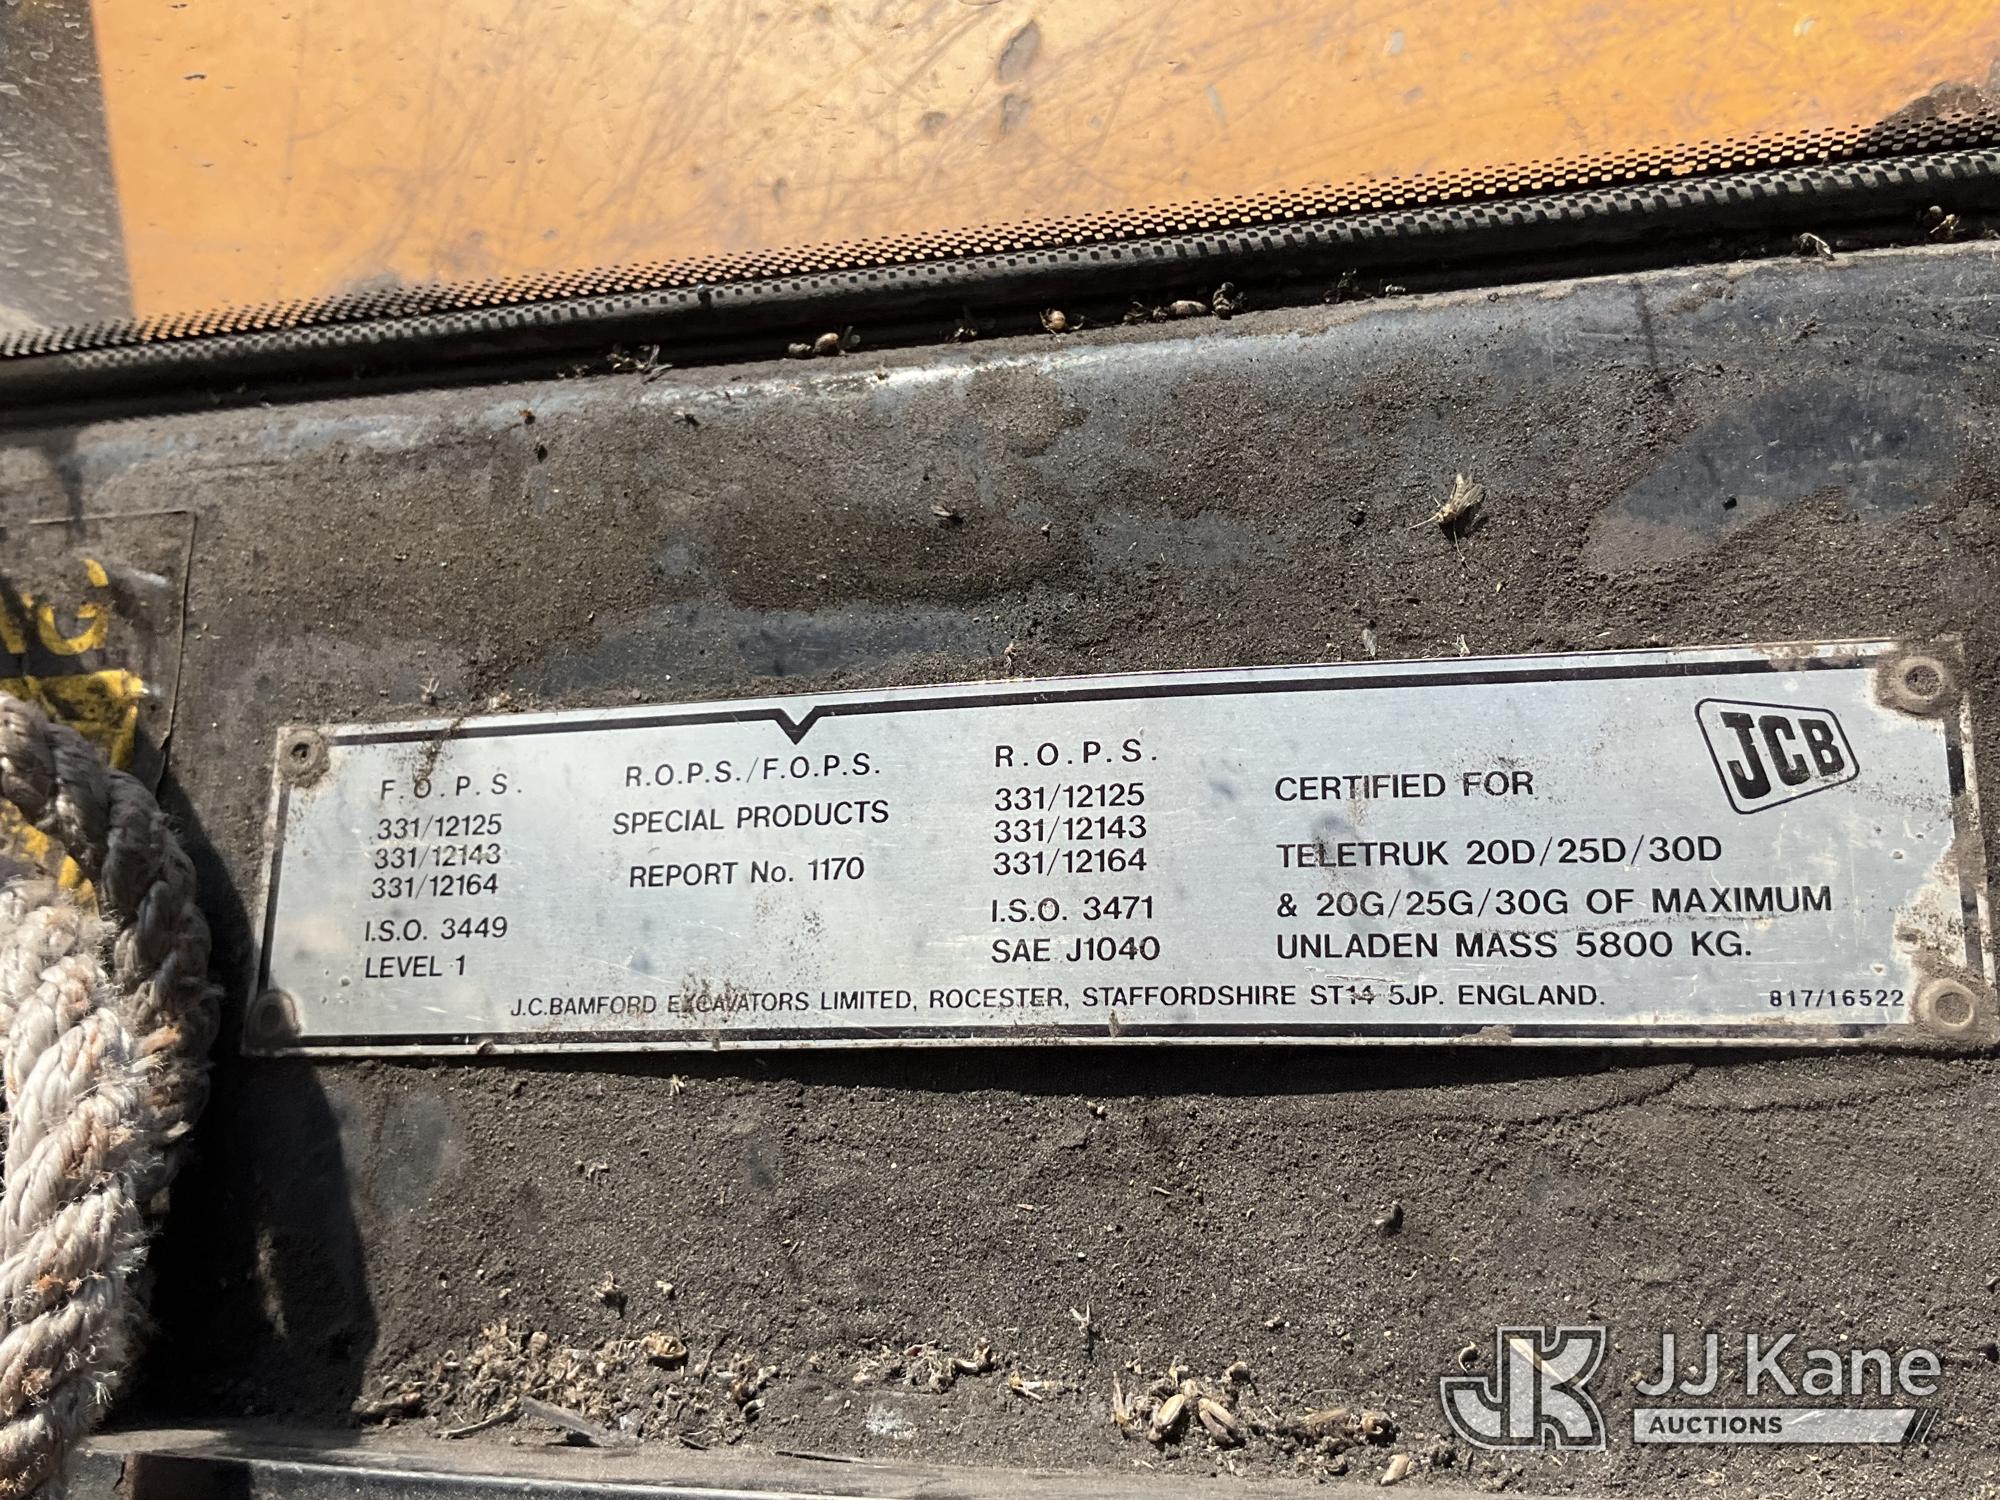 F.O.P.S.
331/12125
331/12143
331/12164
I.S.O. 3449
LEVEL 1
R.O.P.S./F.O.P.S.
SPECIAL PRODUCTS
REPORT No. 1170
R.O.P.S.
331/12125
331/12143
331/12164
I.S.O. 3471
SAE J1040
JCB
CERTIFIED FOR
TELETRUK 20D/25D/30D
& 20G/25G/30G OF MAXIMUM
UNLADEN MASS 5800 KG.
J.C.BAMFORD EXCAVATORS LIMITED, ROCESTER, STAFFORDSHIRE ST14 5JP. ENGLAND.
817/16522
JK
JJ Kane
AUCTIONS